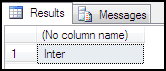 Results
Messages
(No column name)
1
Inter